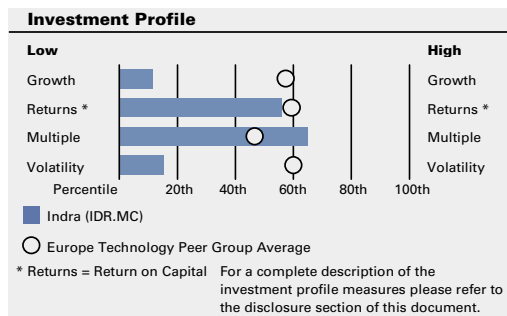 Investment Profile
Low High
Growth Growth
Returns * Returns *
Multiple Multiple
Volatility Volatility
Percentile 20th 40th 60th 80th 100th
Indra (IDR.MC)
Europe Technology Peer Group Average
* Returns = Return on Capital For a complete description of the
investment profile measures please refer to
the disclosure section of this document.